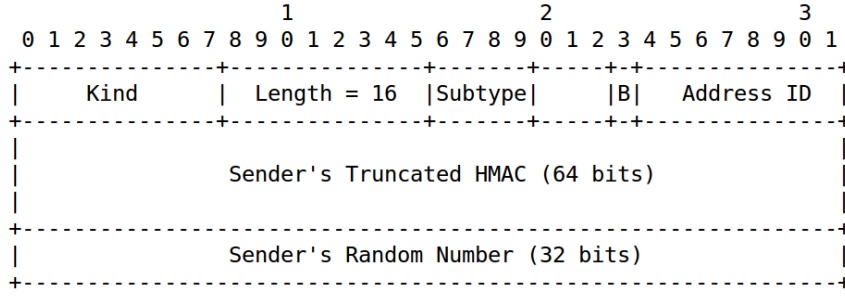 1 2 3
0 1 2 3 4 5 6 7 8 9 0 1 2 3 4 5 6 7 8 9 0 1 2 3 4 5 6 7 8 9 0 1
+---------------+---------------+-------+-----+-+---------------+
| Kind | Length = 16 |Subtype| |B| Address ID |
+---------------+---------------+-------+-----+-+---------------+
| |
| Sender's Truncated HMAC (64 bits) |
| |
+---------------------------------------------------------------+
| Sender's Random Number (32 bits) |
+---------------------------------------------------------------+